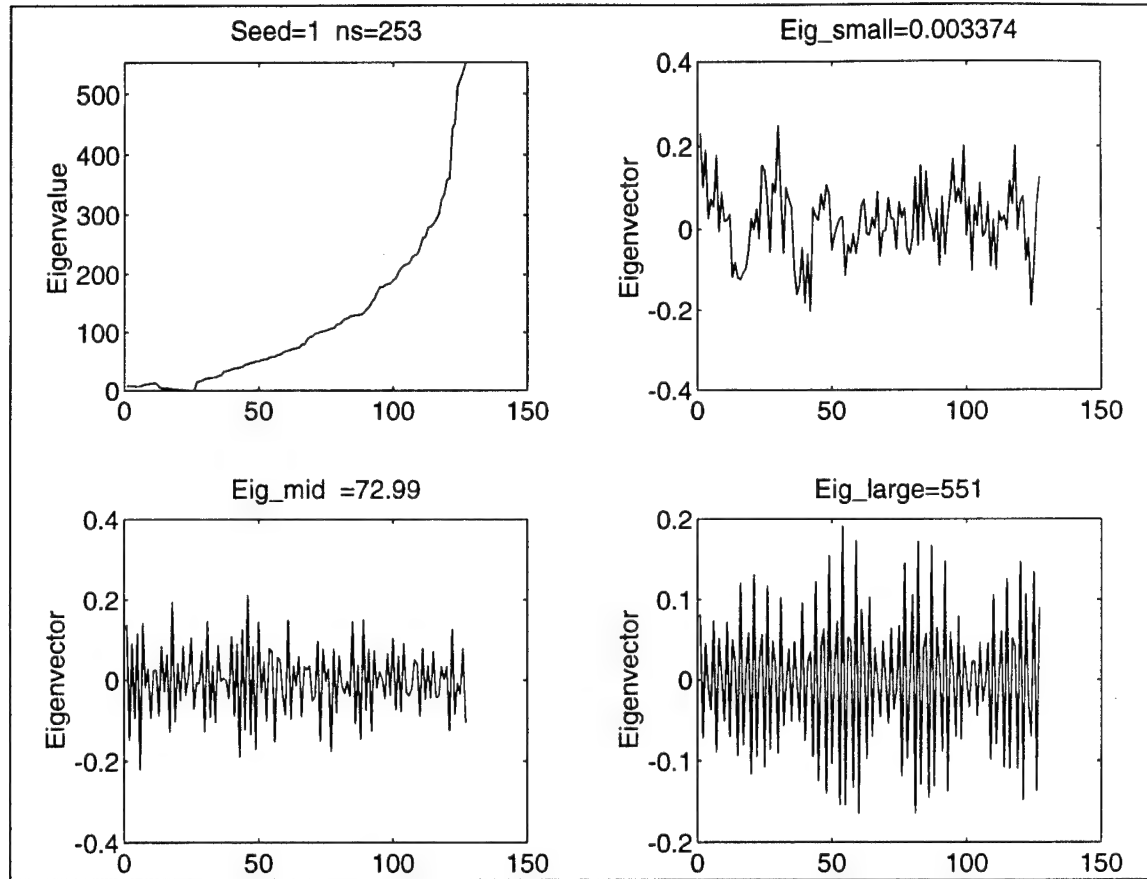 Seed=1 ns=253
Eigenvalue
500
400
300
200
100
0
0 50 100 150
Eig_small=0.003374
Eigenvector
0.4
0.2
0
-0.2
-0.4
0 50 100 150
Eig_mid =72.99
Eigenvector
0.4
0.2
0
-0.2
-0.4
0 50 100 150
Eig_large=551
Eigenvector
0.2
0.1
0
-0.1
-0.2
0 50 100 150